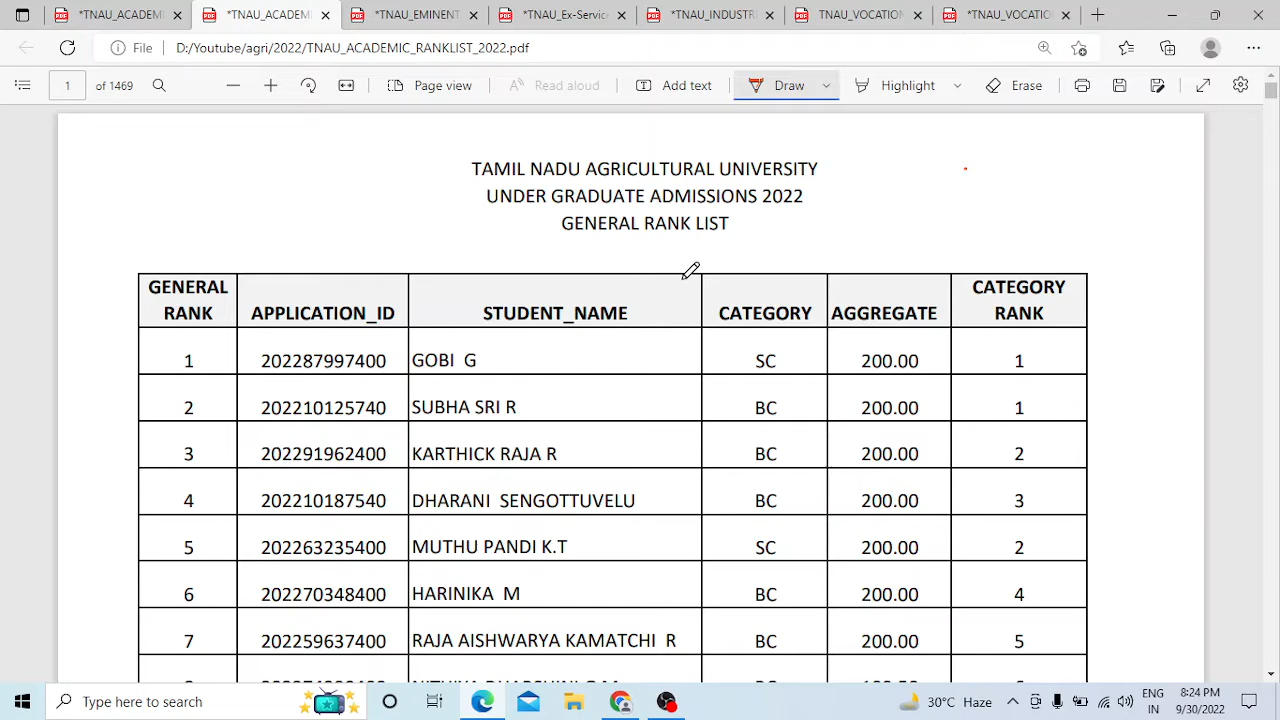 *TNAU_ACADEM
*TNAU_ACADEM
*TNAU_EMINENT
*TNAU_Ex-Servic
*TNAU_INDUSTR
TNAU_VOCATION
*TNAU_VOCATIO
File D:/Youtube/agri/2022/TNAU_ACADEMIC_RANKLIST_2022.pdf
1 of 1469 Page view Read aloud Add text Draw Highlight Erase
TAMIL NADU AGRICULTURAL UNIVERSITY
UNDER GRADUATE ADMISSIONS 2022
GENERAL RANK LIST
GENERAL RANK APPLICATION_ID STUDENT_NAME CATEGORY AGGREGATE CATEGORY RANK
1 202287997400 GOBI G SC 200.00 1
2 202210125740 SUBHA SRI R BC 200.00 1
3 202291962400 KARTHICK RAJA R BC 200.00 2
4 202210187540 DHARANI SENGOTTUVELU BC 200.00 3
5 202263235400 MUTHU PANDI K.T SC 200.00 2
6 202270348400 HARINIKA M BC 200.00 4
7 202259637400 RAJA AISHWARYA KAMATCHI R BC 200.00 5
Type here to search
30°C Haze
ENG
IN
8:24 PM
9/30/2022